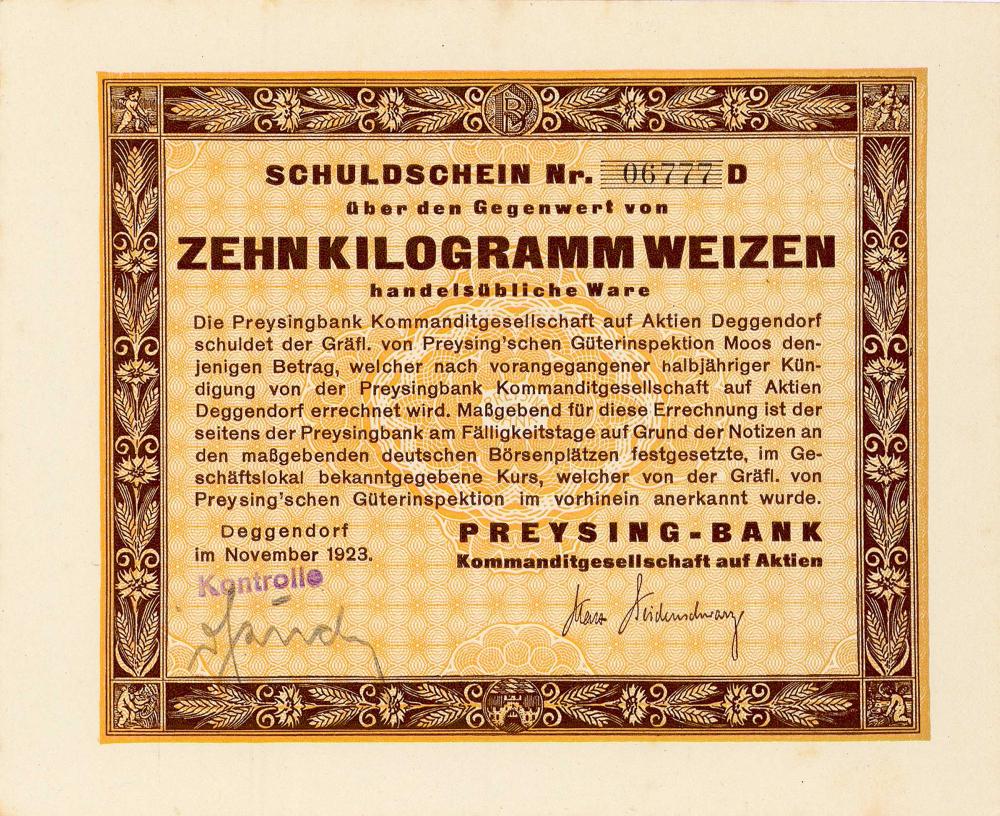 SCHULDSCHEIN Nr. 06777 D
über den Gegenwert von
ZEHN KILOGRAMM WEIZEN
handelsübliche Ware
Die Preysingbank Kommanditgesellschaft auf Aktien Deggendorf
schuldet der Gräfl. von Preysing'schen Güterinspektion Moos den-
jenigen Betrag, welcher nach vorangegangener halbjähriger Kün-
digung von der Preysingbank Kommanditgesellschaft auf Aktien
Deggendorf errechnet wird. Maßgebend für diese Errechnung ist der
seitens der Preysingbank am Fälligkeitstage auf Grund der Notizen an
den maßgebenden deutschen Börsenplätzen festgesetzte, im Ge-
schäftslokal bekanntgegebene Kurs, welcher von der Gräfl. von
Preysing'schen Güterinspektion im vorhinein anerkannt wurde.
Deggendorf
im November 1923.
Kontrolle
PREYSING-BANK
Kommanditgesellschaft auf Aktien